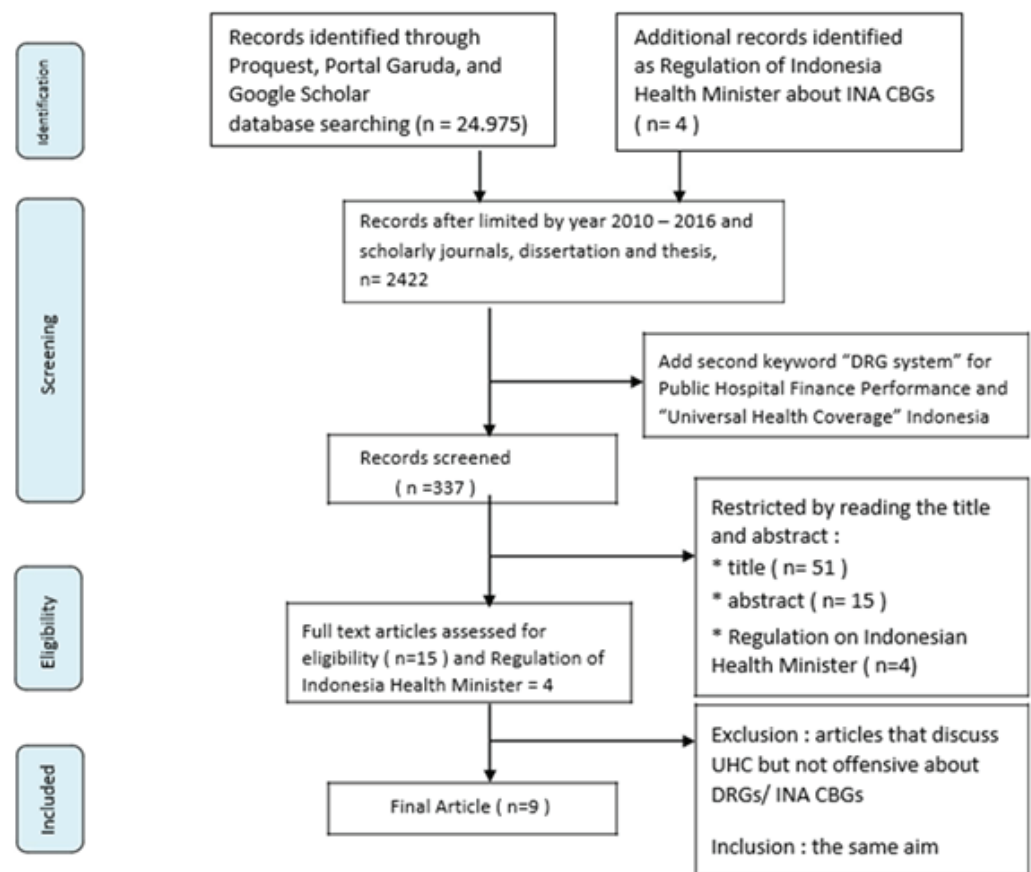 Identification
Records identified through
Proquest, Portal Garuda, and
Google Scholar
database searching (n = 24.975)
Additional records identified
as Regulation of Indonesia
Health Minister about INA CBGs
( n= 4 )
Screening
Records after limited by year 2010 – 2016 and
scholarly journals, dissertation and thesis,
n= 2422
Add second keyword “DRG system” for
Public Hospital Finance Performance and
“Universal Health Coverage” Indonesia
Records screened
( n =337 )
Restricted by reading the title
and abstract :
* title ( n= 51 )
* abstract ( n= 15 )
* Regulation on Indonesian
Health Minister ( n=4)
Eligibility
Full text articles assessed for
eligibility ( n=15 ) and Regulation of
Indonesia Health Minister = 4
Exclusion : articles that discuss
UHC but not offensive about
DRGs/ INA CBGs
Inclusion : the same aim
Included
Final Article ( n=9 )